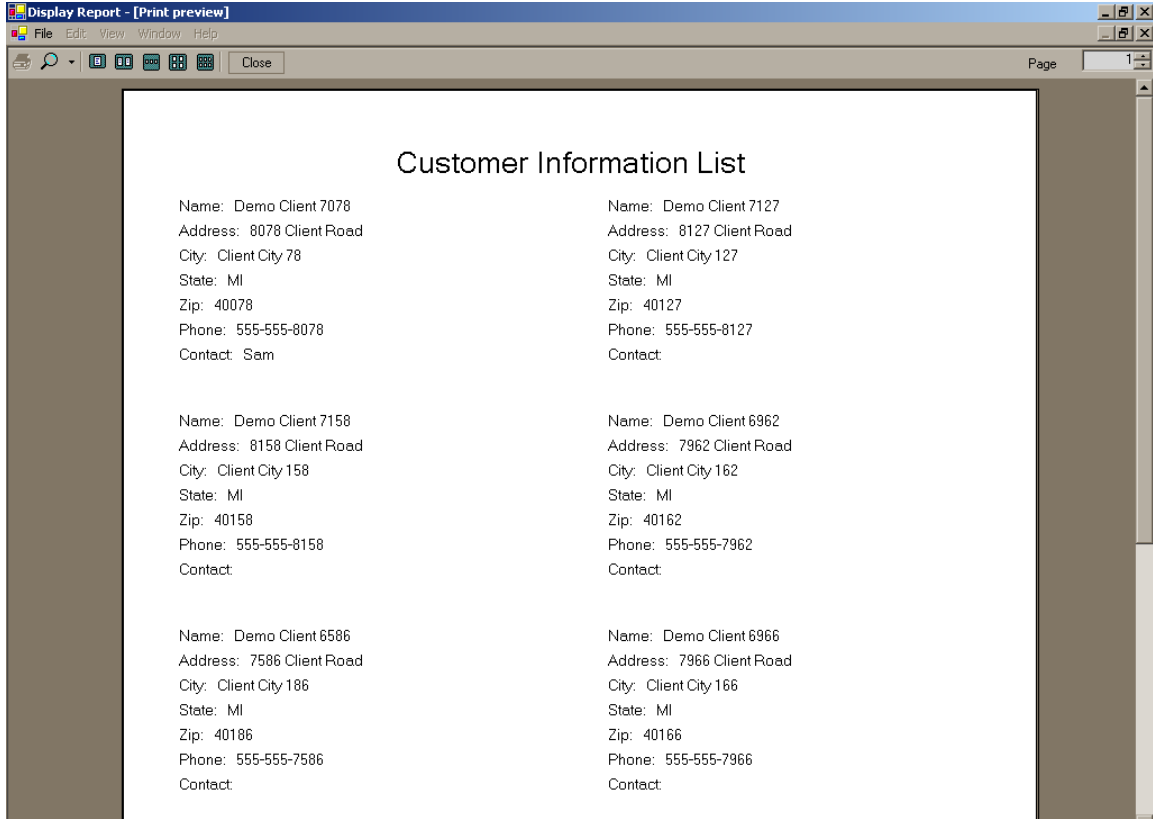 Display Report - [Print preview]
File Edit View Window Help
Close
Page 1
Customer Information List
Name: Demo Client 7078
Address: 8078 Client Road
City: Client City 78
State: MI
Zip: 40078
Phone: 555-555-8078
Contact: Sam
Name: Demo Client 7127
Address: 8127 Client Road
City: Client City 127
State: MI
Zip: 40127
Phone: 555-555-8127
Contact:
Name: Demo Client 7158
Address: 8158 Client Road
City: Client City 158
State: MI
Zip: 40158
Phone: 555-555-8158
Contact:
Name: Demo Client 6962
Address: 7962 Client Road
City: Client City 162
State: MI
Zip: 40162
Phone: 555-555-7962
Contact:
Name: Demo Client 6586
Address: 7586 Client Road
City: Client City 186
State: MI
Zip: 40186
Phone: 555-555-7586
Contact:
Name: Demo Client 6966
Address: 7966 Client Road
City: Client City 166
State: MI
Zip: 40166
Phone: 555-555-7966
Contact: